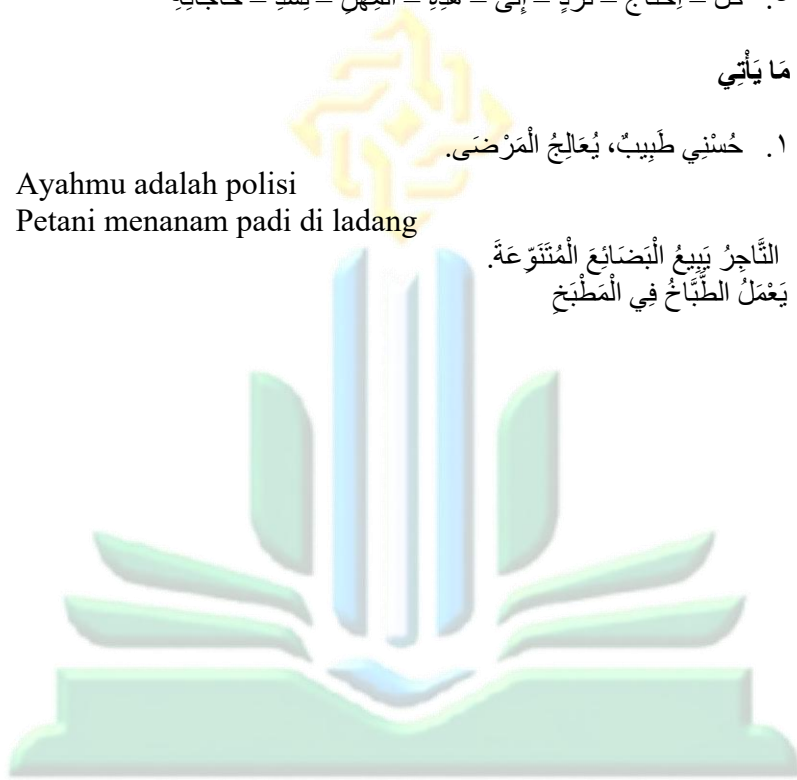 مَا يَأْتِي
١. حُسْنِي طَبِيبٌ، يُعَالِجُ الْمَرْضَى.
Ayahmu adalah polisi
Petani menanam padi di ladang
التَّاجِرُ يَبِيعُ الْبَضَائِعَ الْمُتَنَوِّعَةَ.
يَعْمَلُ الطَّبَّاخُ فِي الْمَطْبَخِ